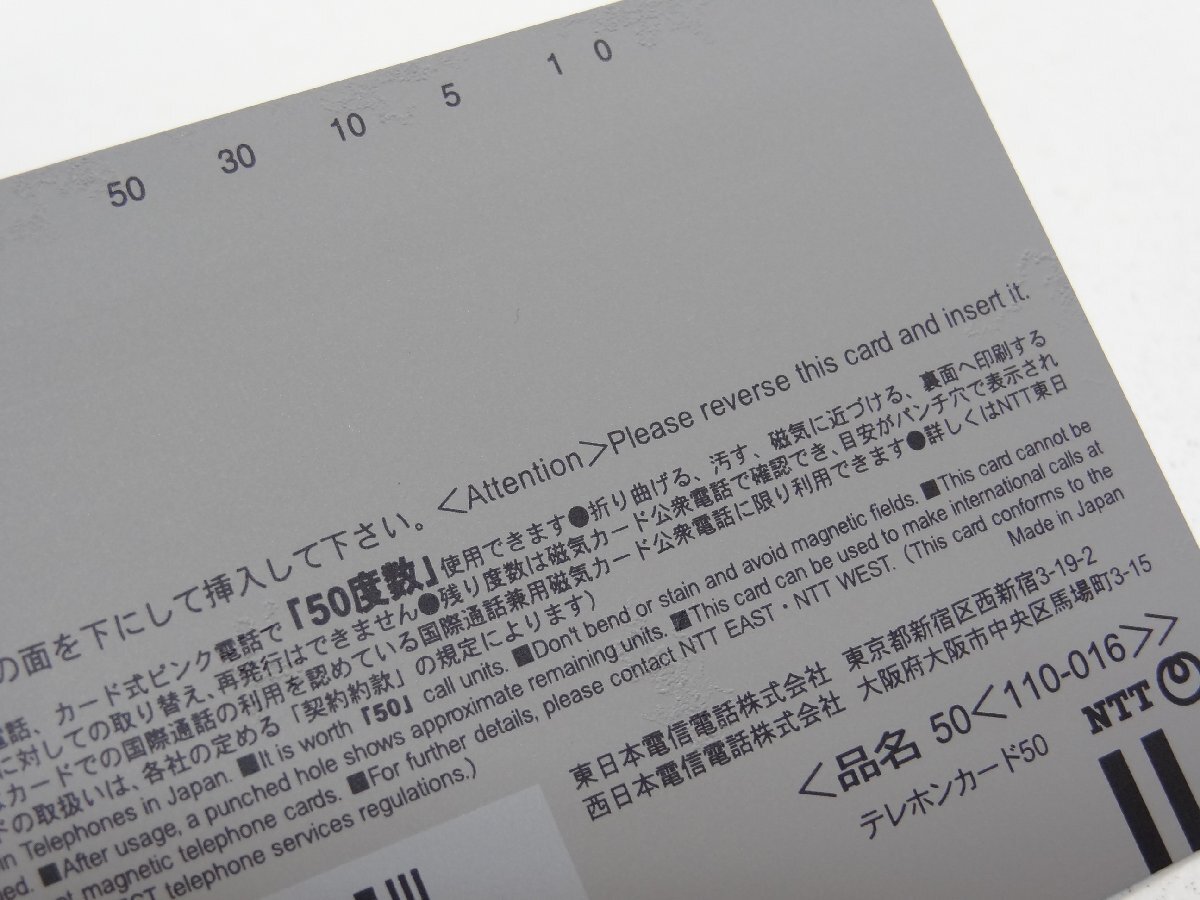 50 30 10 5 1 0
の面を下にして挿入して下さい。<Attention>Please reverse this card and insert it.
電話、カード式ピンク電話で「50度数」使用できます●折り曲げる、汚す、磁気に近づける、裏面へ印刷する
に対しての取り替え、再発行はできません●残り度数は磁気カード公衆電話で確認でき、目安がパンチ穴で表示され
カードでの国際通話の利用を認めている国際通話兼用磁気カード公衆電話に限り利用できます●詳しくはNTT東日
ドの取扱いは、各社の定める「契約約款」の規定によります)
in Telephones in Japan. ■It is worth「50」call units. ■Don't bend or stain and avoid magnetic fields. ■This card cannot be
■After usage, a punched hole shows approximate remaining units. ■This card can be used to make international calls at
magnetic telephone cards. ■For further details, please contact NTT EAST・NTT WEST. (This card conforms to the
telephone services regulations.)
Made in Japan
東日本電信電話株式会社 東京都新宿区西新宿3-19-2
西日本電信電話株式会社 大阪府大阪市中央区馬場町3-15
<品名 50<110-016>>
テレホンカード50
NTT